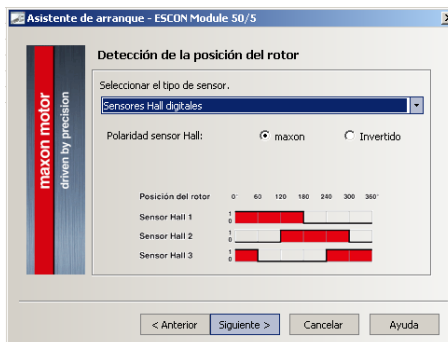 Asistente de arranque - ESCON Module 50/5
maxon motor
driven by precision
Detección de la posición del rotor
Seleccionar el tipo de sensor.
Sensores Hall digitales
Polaridad sensor Hall:
maxon
Invertido
Posición del rotor 0° 60 120 180 240 300 360°
Sensor Hall 1 1 0
Sensor Hall 2 1 0
Sensor Hall 3 1 0
< Anterior
Siguiente >
Cancelar
Ayuda